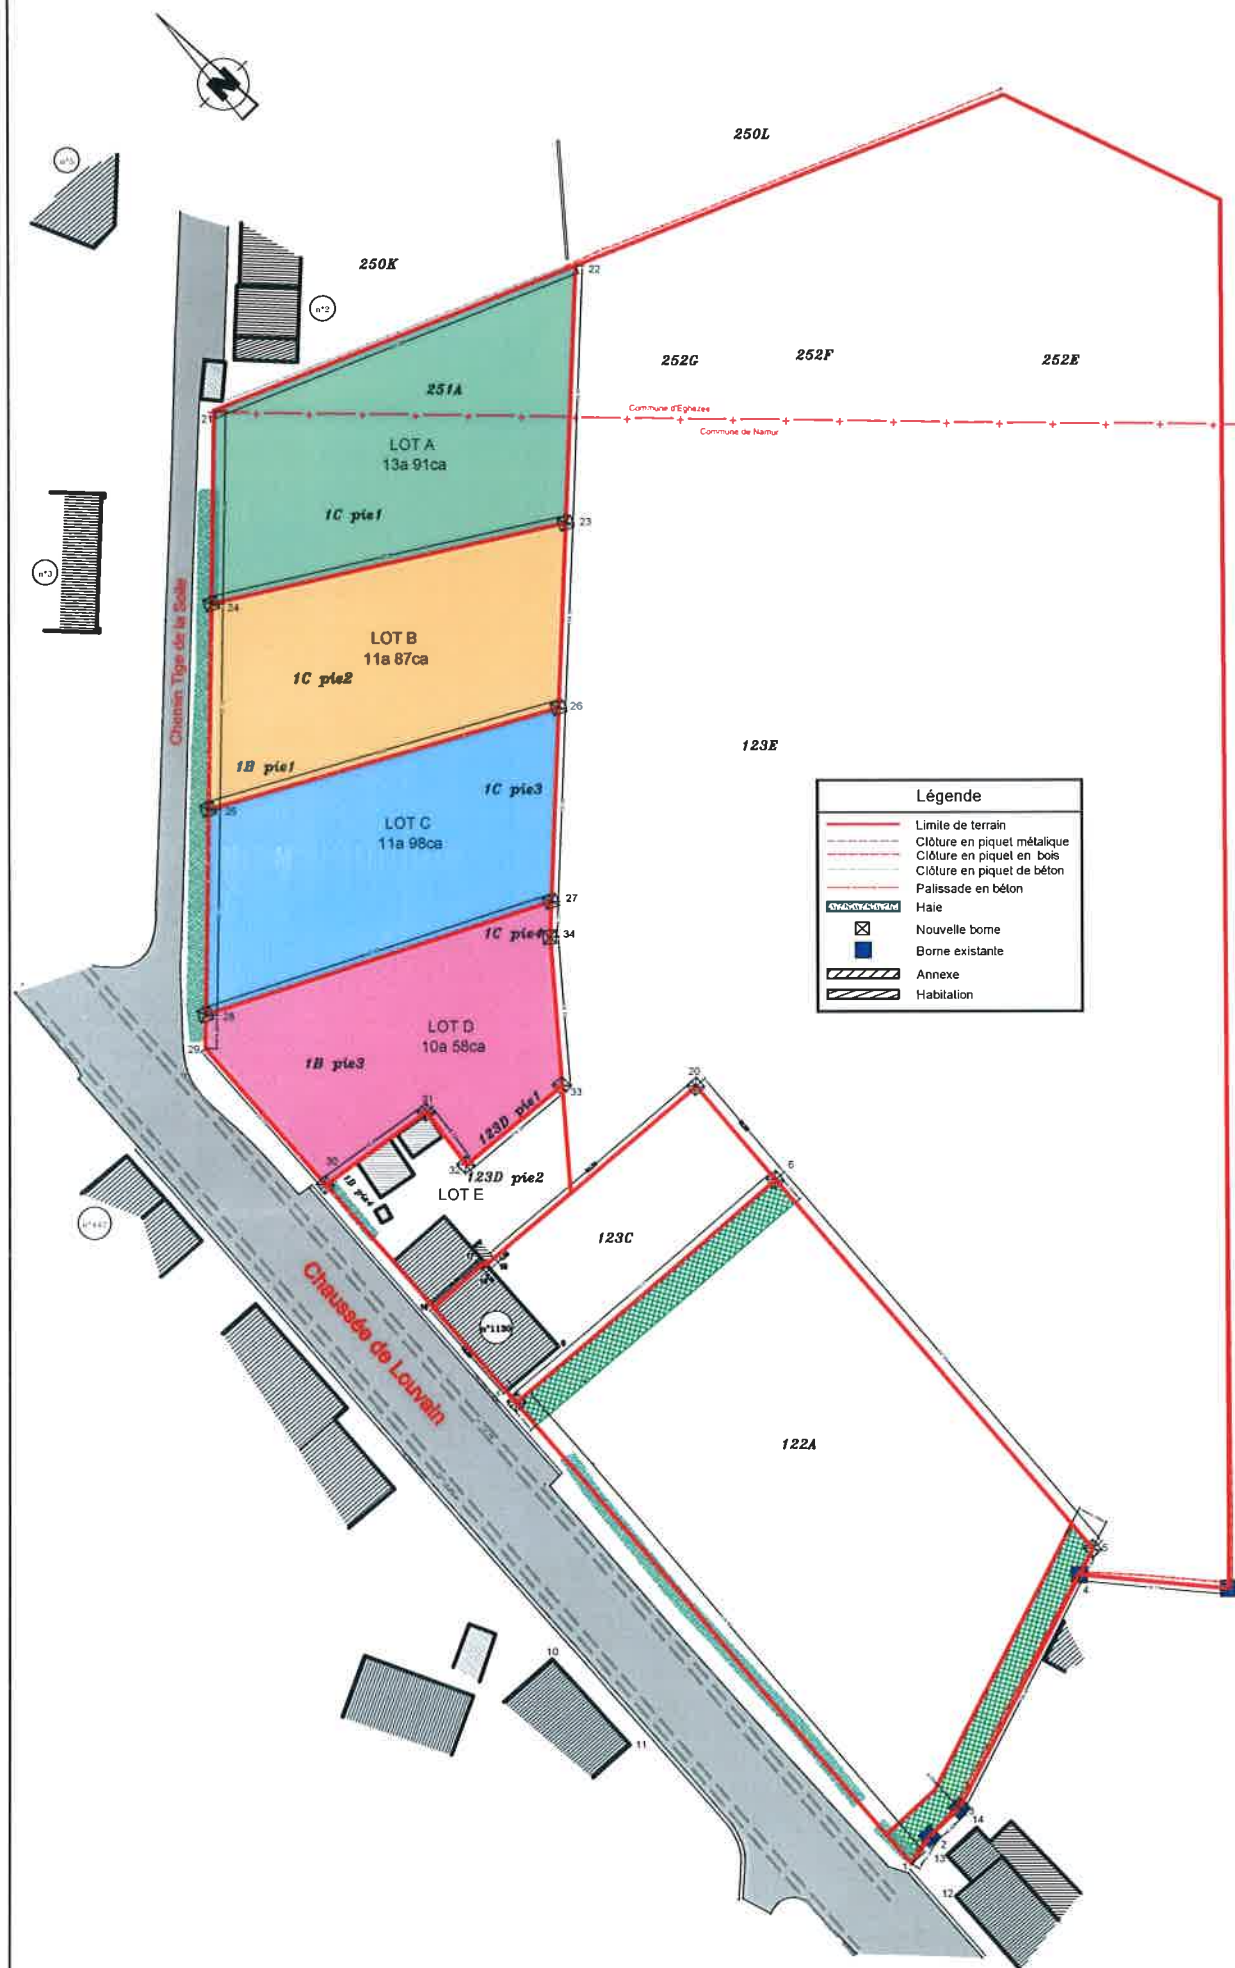 N
n°5
250L
250K
n°2
22
252G
252F
252E
251A
Commune d'Eghezée
Commune de Namur
21
LOT A
13a 91ca
1C pie1
23
n°3
24
Chemin Tige de la Solle
LOT B
11a 87ca
1C pie2
26
123E
1B pie1
1C pie3
25
LOT C
11a 98ca
Légende
Limite de terrain
Clôture en piquet métalique
Clôture en piquet en bois
Clôture en piquet de béton
Palissade en béton
Haie
Nouvelle borne
Borne existante
Annexe
Habitation
27
1C pie4
34
28
LOT D
10a 58ca
29
1B pie3
20
33
31
123D pie1
30
32
123D pie2
6
1B pie4
LOT E
123C
Chaussée de Louvain
n°1130
122A
5
4
10
11
3
14
2
13
1
12